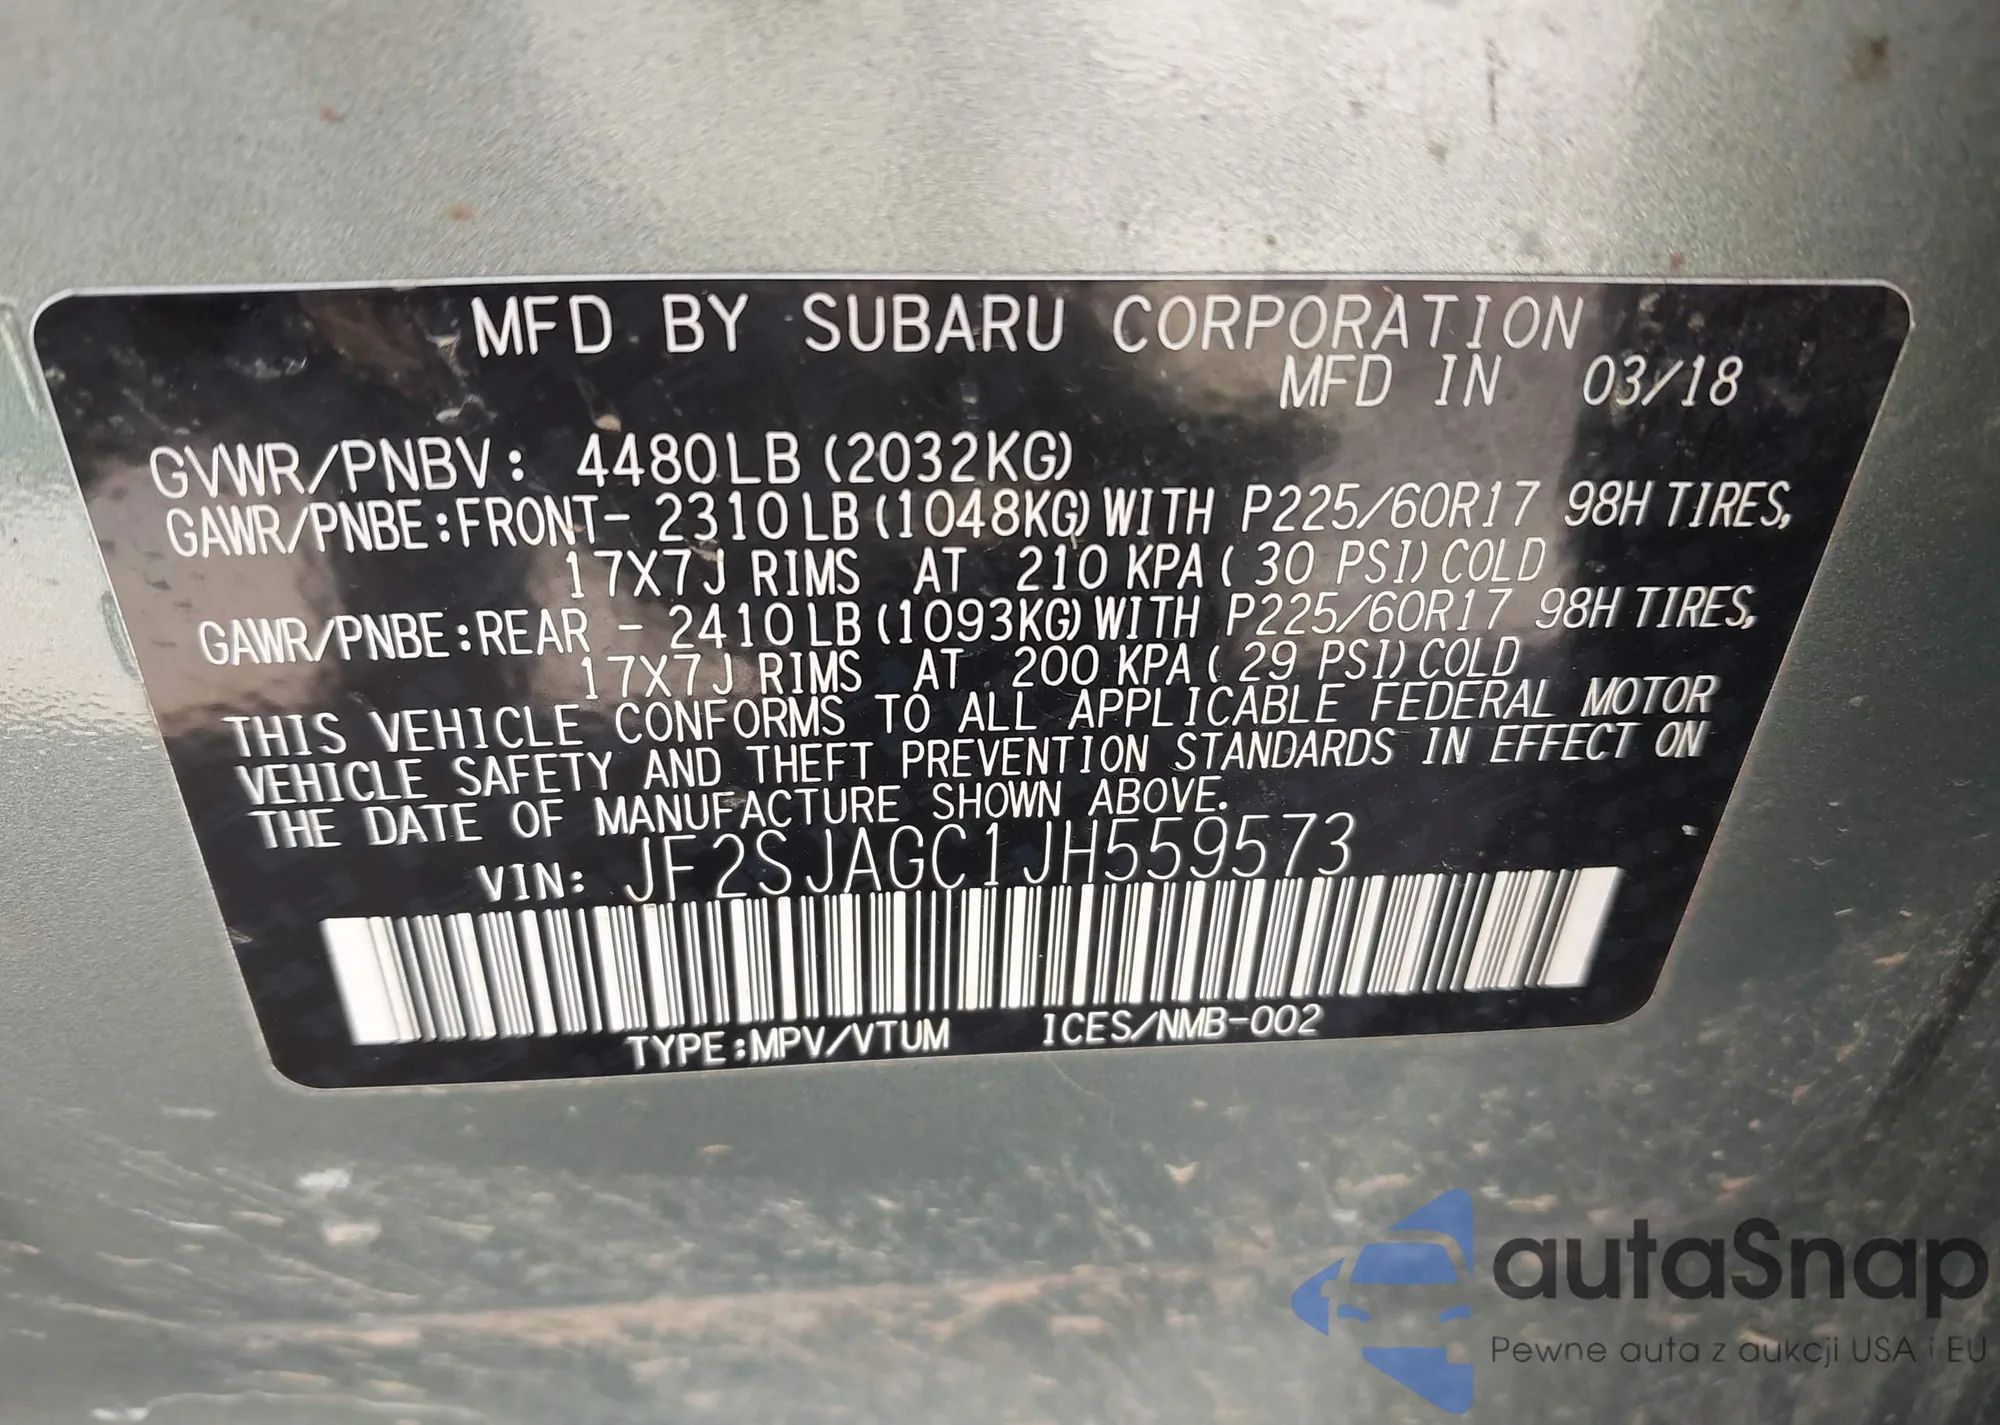 MFD BY SUBARU CORPORATION
MFD IN 03/18
GVWR/PNBV: 4480LB (2032KG)
GAWR/PNBE:FRONT- 2310LB(1048KG)WITH P225/60R17 98H TIRES,
17X7J RIMS AT 210 KPA( 30 PSI)COLD
GAWR/PNBE:REAR - 2410LB(1093KG)WITH P225/60R17 98H TIRES,
17X7J RIMS AT 200 KPA( 29 PSI)COLD
THIS VEHICLE CONFORMS TO ALL APPLICABLE FEDERAL MOTOR
VEHICLE SAFETY AND THEFT PREVENTION STANDARDS IN EFFECT ON
THE DATE OF MANUFACTURE SHOWN ABOVE.
VIN: JF2SJAGC1JH559573
TYPE:MPV/VTUM ICES/NMB-002
autaSnap
Pewne auta z aukcji USA i EU